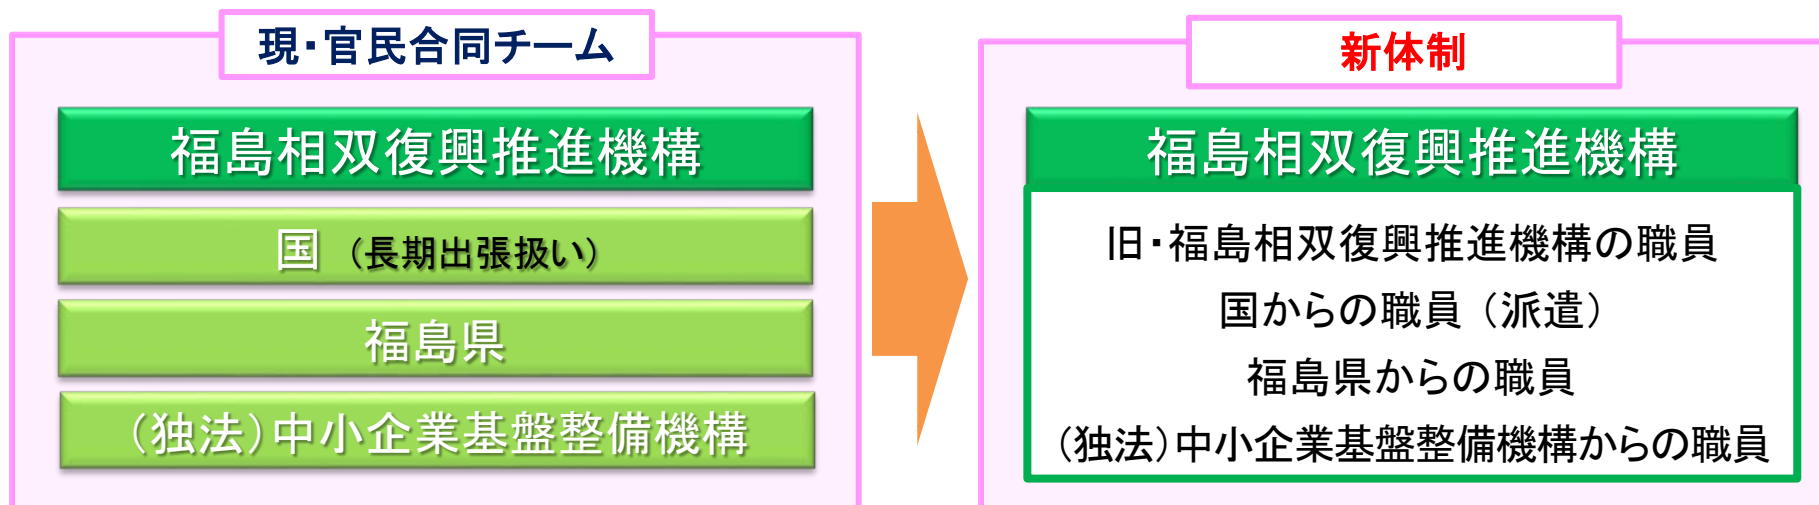 現・官民合同チーム
福島相双復興推進機構
国（長期出張扱い）
福島県
（独法）中小企業基盤整備機構
新体制
福島相双復興推進機構
旧・福島相双復興推進機構の職員
国からの職員（派遣）
福島県からの職員
（独法）中小企業基盤整備機構からの職員